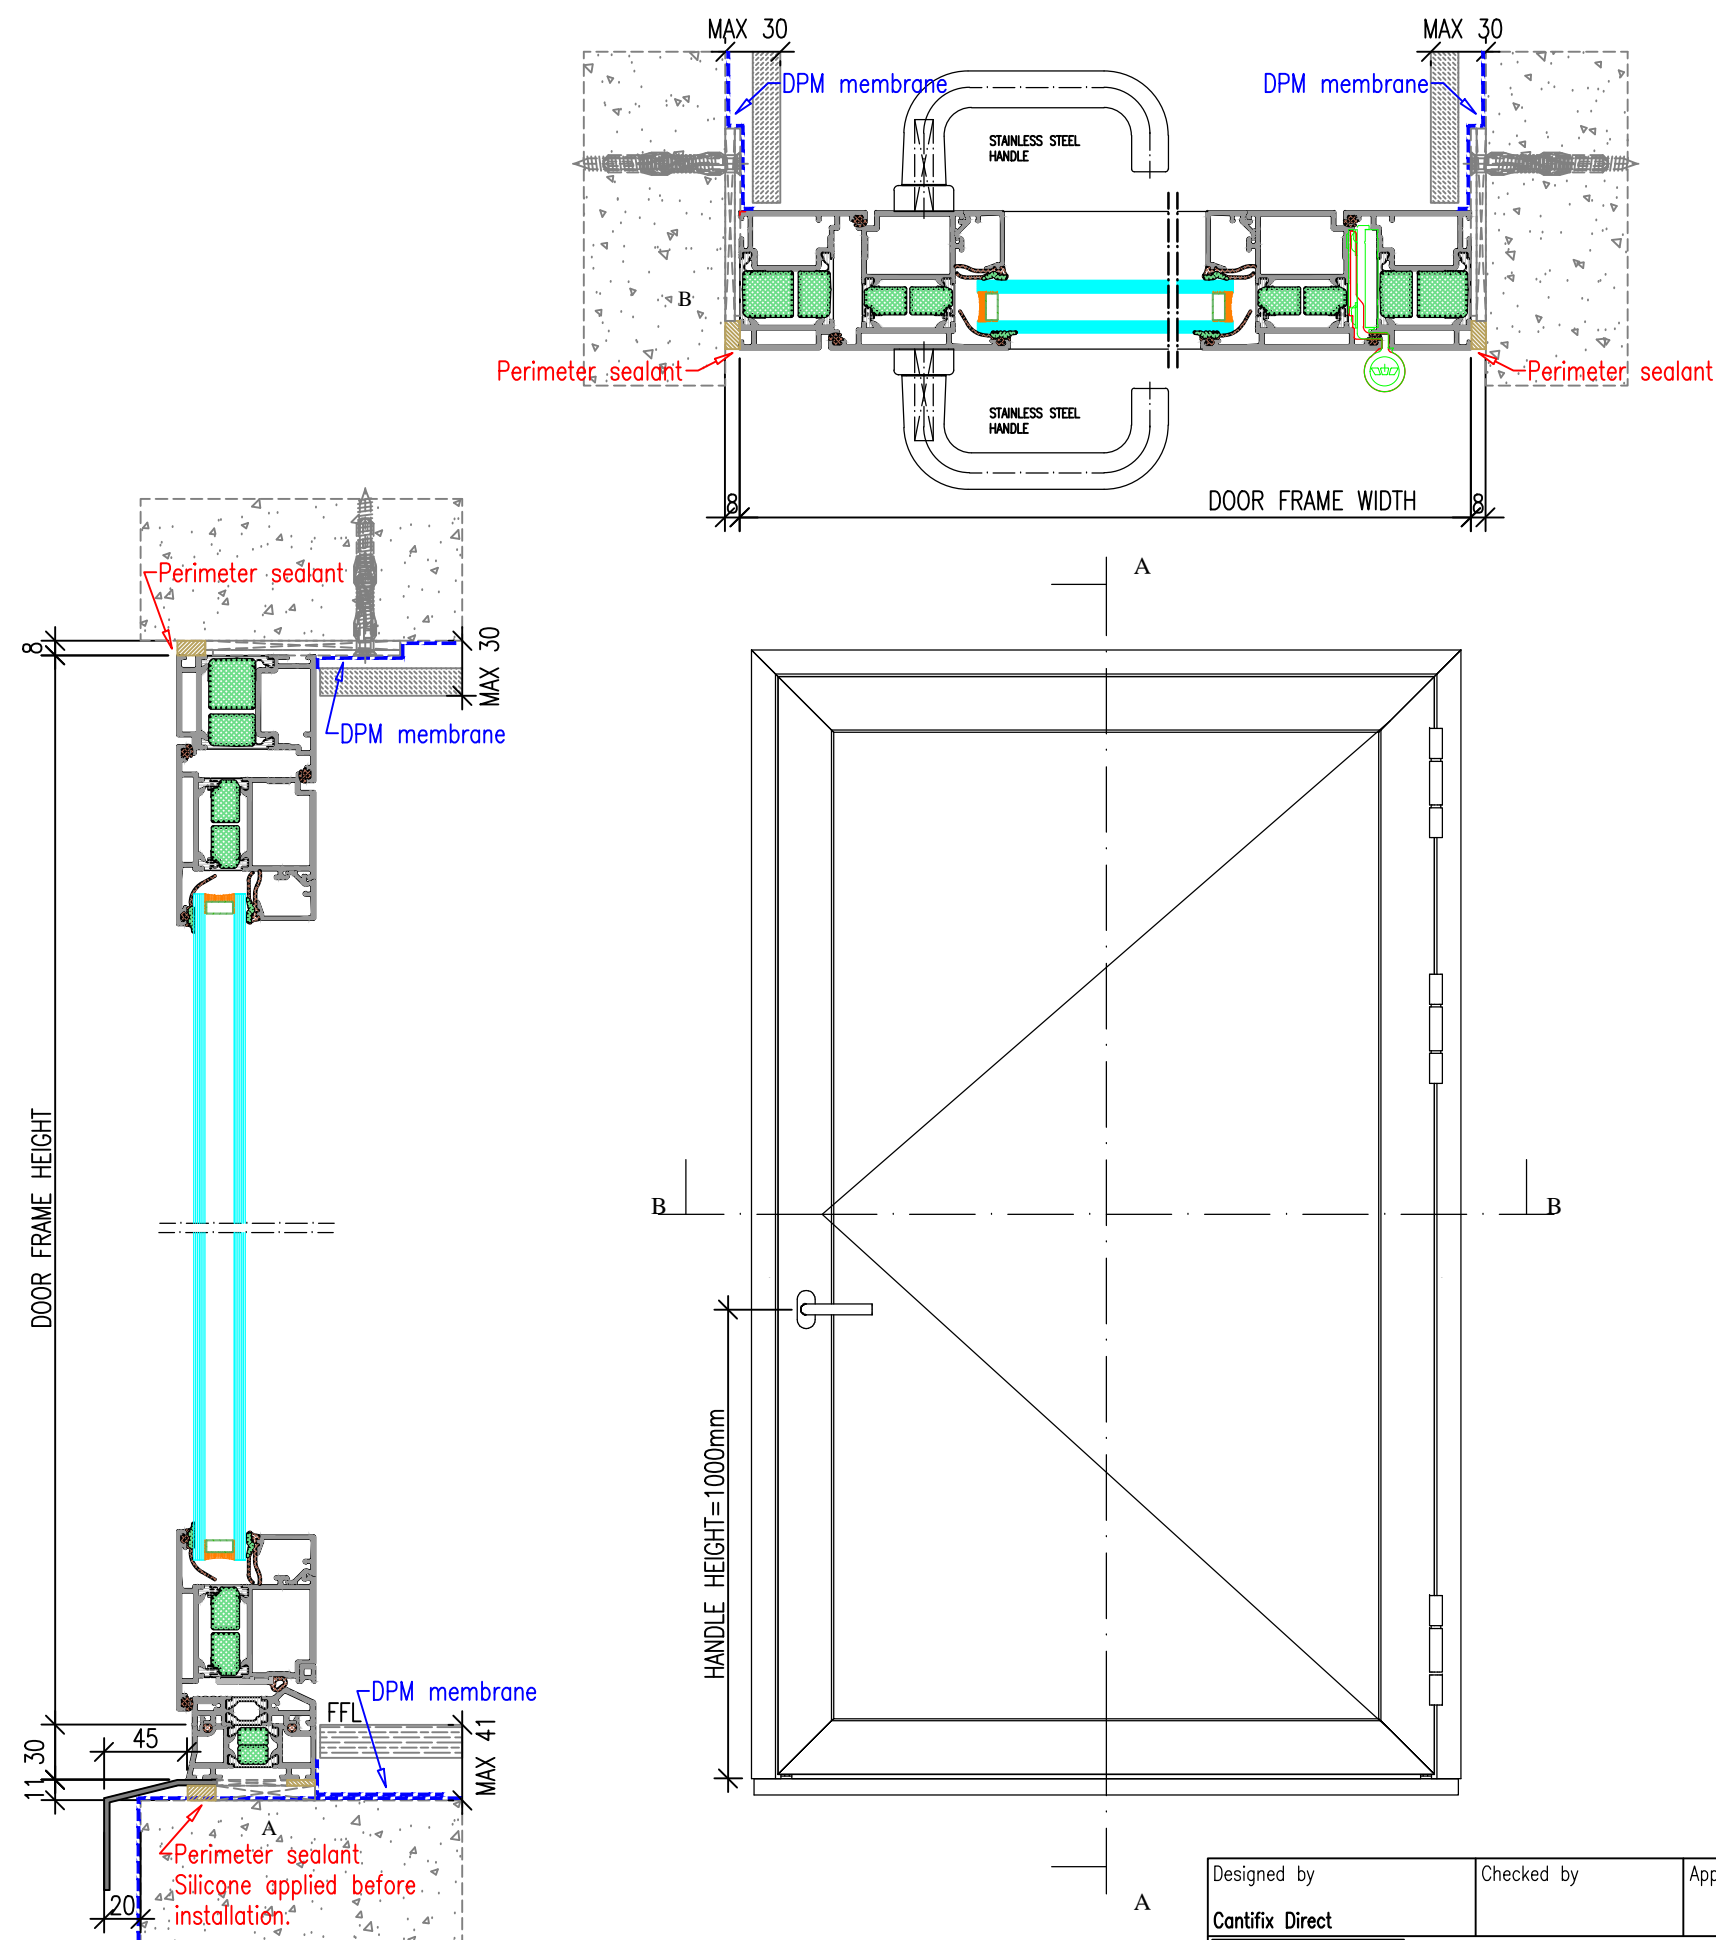 MAX 30
MAX 30
DPM membrane
DPM membrane
STAINLESS STEEL
HANDLE
B
Perimeter sealant
Perimeter sealant
STAINLESS STEEL
HANDLE
8
DOOR FRAME WIDTH
8
A
Perimeter sealant
8
MAX 30
DPM membrane
DOOR FRAME HEIGHT
B
B
HANDLE HEIGHT=1000mm
DPM membrane
FFL
45
30
11
MAX 41
A
Perimeter sealant
Silicone applied before
installation.
20
A
Designed by
Checked by
App
Cantifix Direct